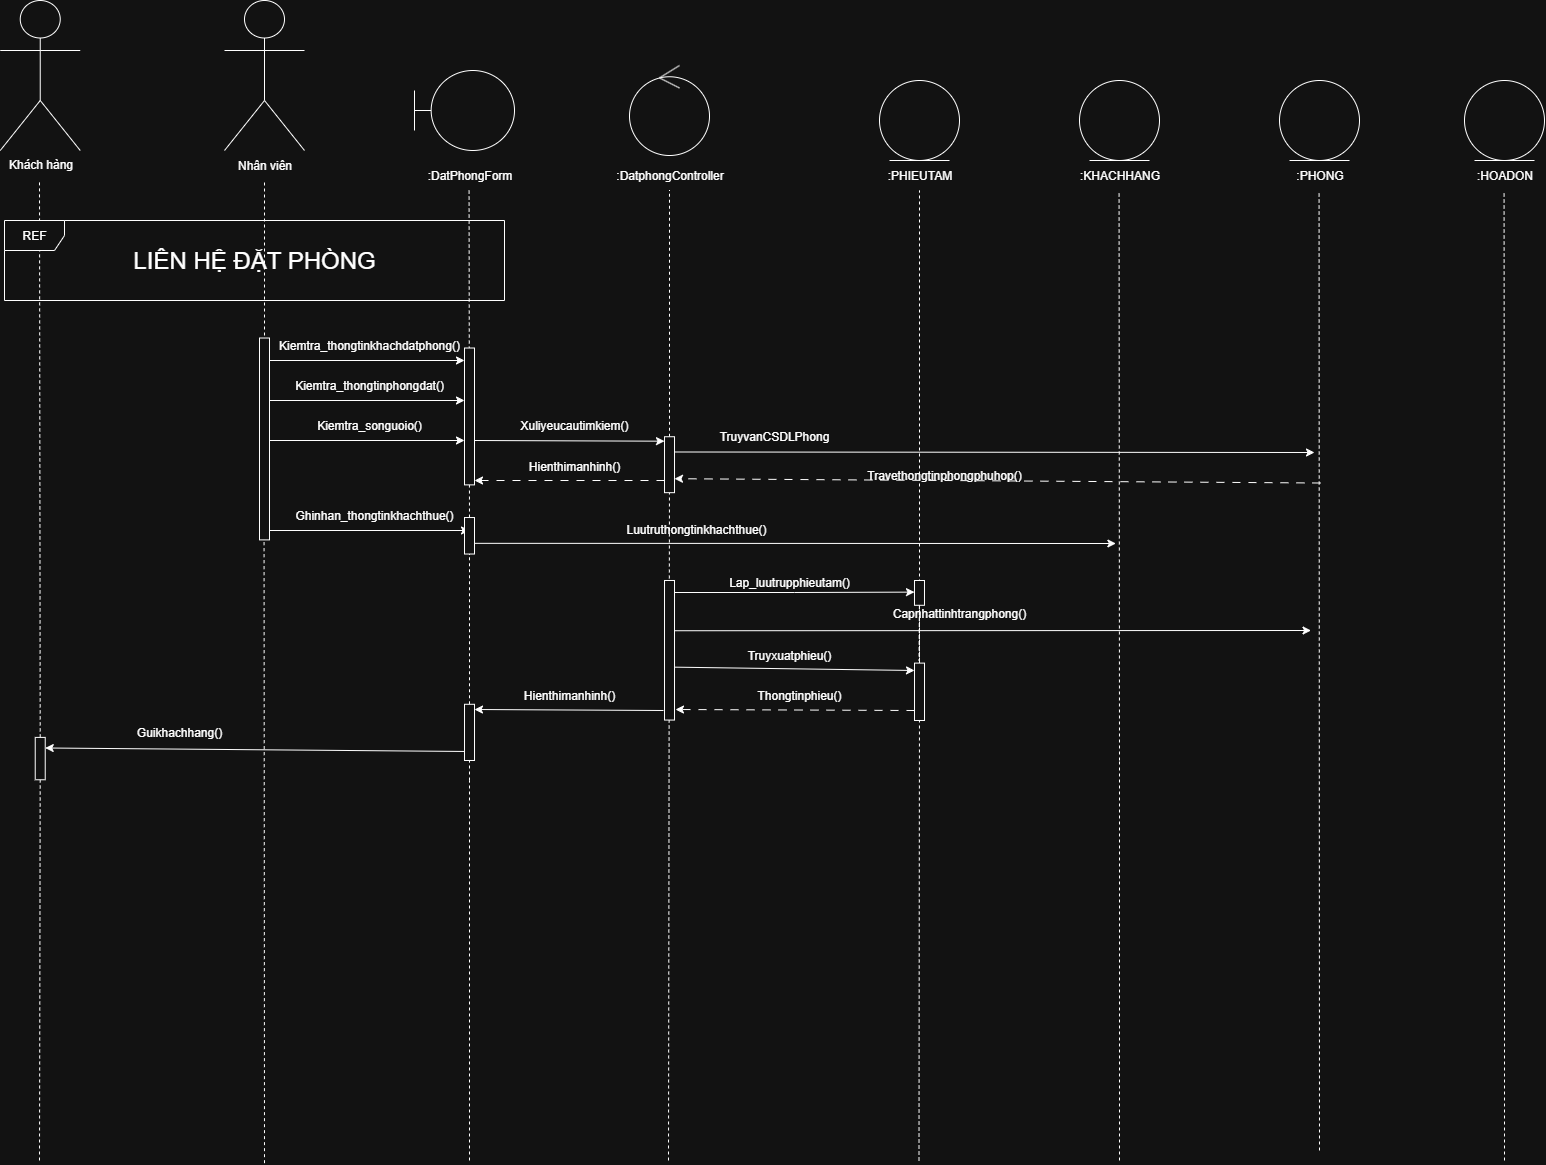 Khách hàng
Nhân viên
:DatPhongForm
:DatphongController
:PHIEUTAM
:KHACHHANG
:PHONG
:HOADON
REF
LIÊN HỆ ĐẶT PHÒNG
Kiemtra_thongtinkhachdatphong()
Kiemtra_thongtinphongdat()
Kiemtra_songuoio()
Xuliyeucautimkiem()
TruyvanCSDLPhong
Hienthimanhinh()
Travethongtinphongphuhop()
Ghinhan_thongtinkhachthue()
Luutruthongtinkhachthue()
Lap_luutrupphieutam()
Capnhattinhtrangphong()
Truyxuatphieu()
Hienthimanhinh()
Thongtinphieu()
Guikhachhang()